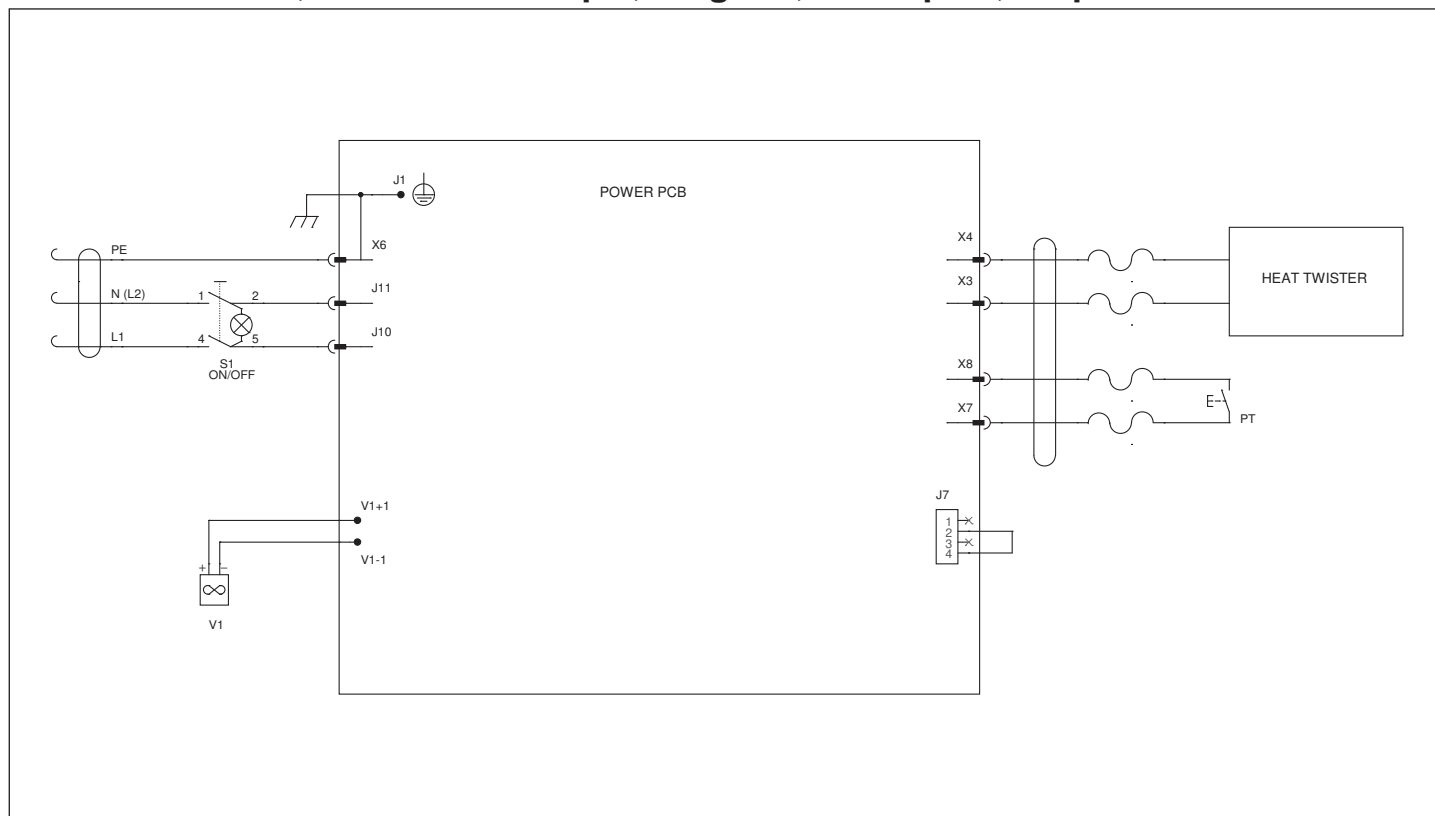 J1
POWER PCB
PE
X6
X4
HEAT TWISTER
N (L2)
1
2
J11
X3
L1
4
5
J10
S1
ON/OFF
X8
X7
PT
V1+1
J7
1
2
3
4
V1-1
+
−
V1